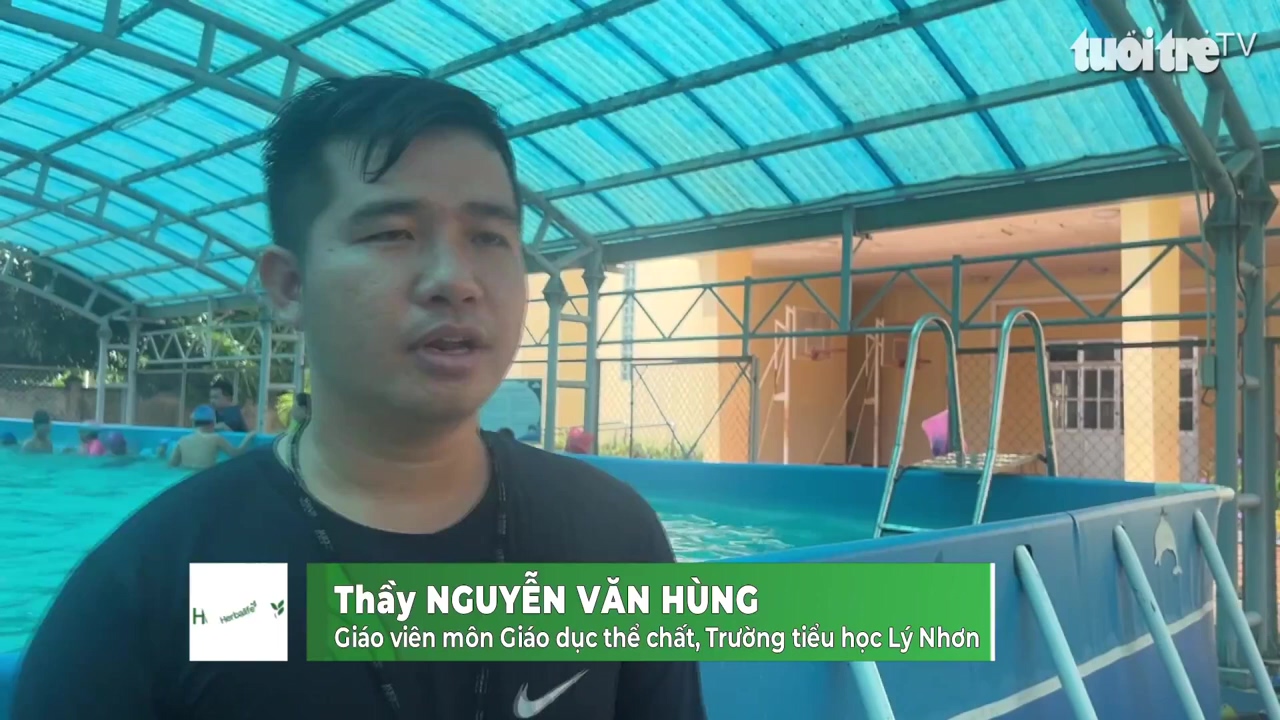 tuổi trẻ TV
Thầy NGUYỄN VĂN HÙNG
Giáo viên môn Giáo dục thể chất, Trường tiểu học Lý Nhơn
Herbalife